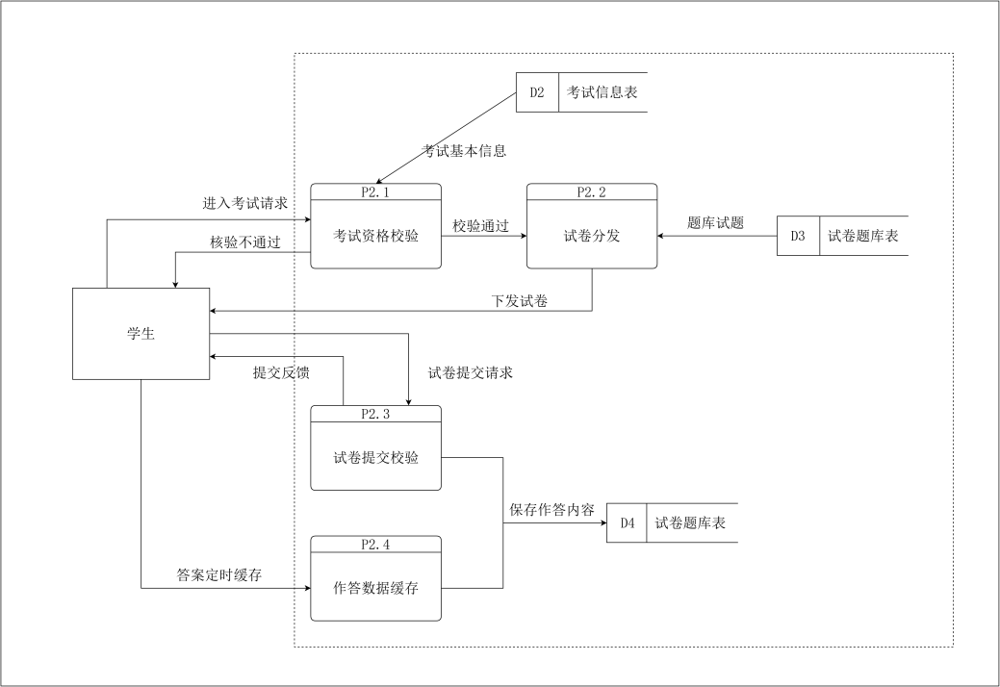 D2 考试信息表
考试基本信息
P2.1
考试资格校验
P2.2
试卷分发
进入考试请求
核验不通过
校验通过
题库试题
D3 试卷题库表
下发试卷
学生
提交反馈
试卷提交请求
P2.3
试卷提交校验
保存作答内容
D4 试卷题库表
P2.4
作答数据缓存
答案定时缓存